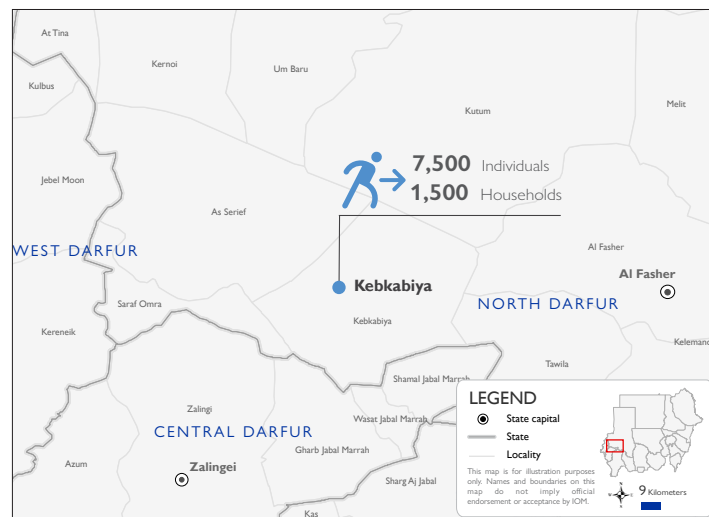 At Tina
Kernoi
Um Baru
Kulbus
Kutum
Melit
7,500 Individuals
1,500 Households
Jebel Moon
As Serief
WEST DARFUR
Al Fasher
Al Fasher
Kebkabiya
NORTH DARFUR
Saraf Omra
Kebkabiya
Kereneik
Kelemando
Tawila
Shamal Jabal Marrah
Zalingi
Wasat Jabal Marrah
CENTRAL DARFUR
Gharb Jabal Marrah
Azum
Zalingei
Sharg Aj Jabal
Kas
LEGEND
State capital
State
Locality
This map is for illustration purposes
only. Names and boundaries on this
map do not imply official
endorsement or acceptance by IOM.
9 Kilometers